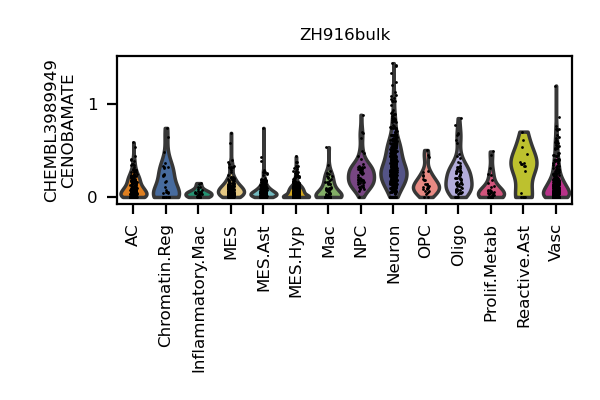 ZH916bulk
CHEMBL3989949
CENOBAMATE
1
0
AC
Chromatin.Reg
Inflammatory.Mac
MES
MES.Ast
MES.Hyp
Mac
NPC
Neuron
OPC
Oligo
Prolif.Metab
Reactive.Ast
Vasc